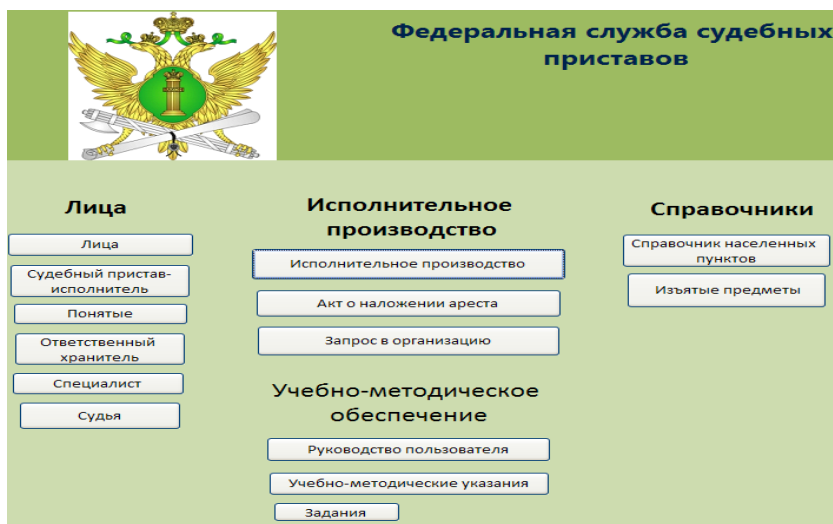 Федеральная служба судебных
приставов
Лица
Лица
Судебный пристав-
исполнитель
Понятые
Ответственный
хранитель
Специалист
Судья
Исполнительное
производство
Исполнительное производство
Акт о наложении ареста
Запрос в организацию
Учебно-методическое
обеспечение
Руководство пользователя
Учебно-методические указания
Задания
Справочники
Справочник населенных
пунктов
Изъятые предметы